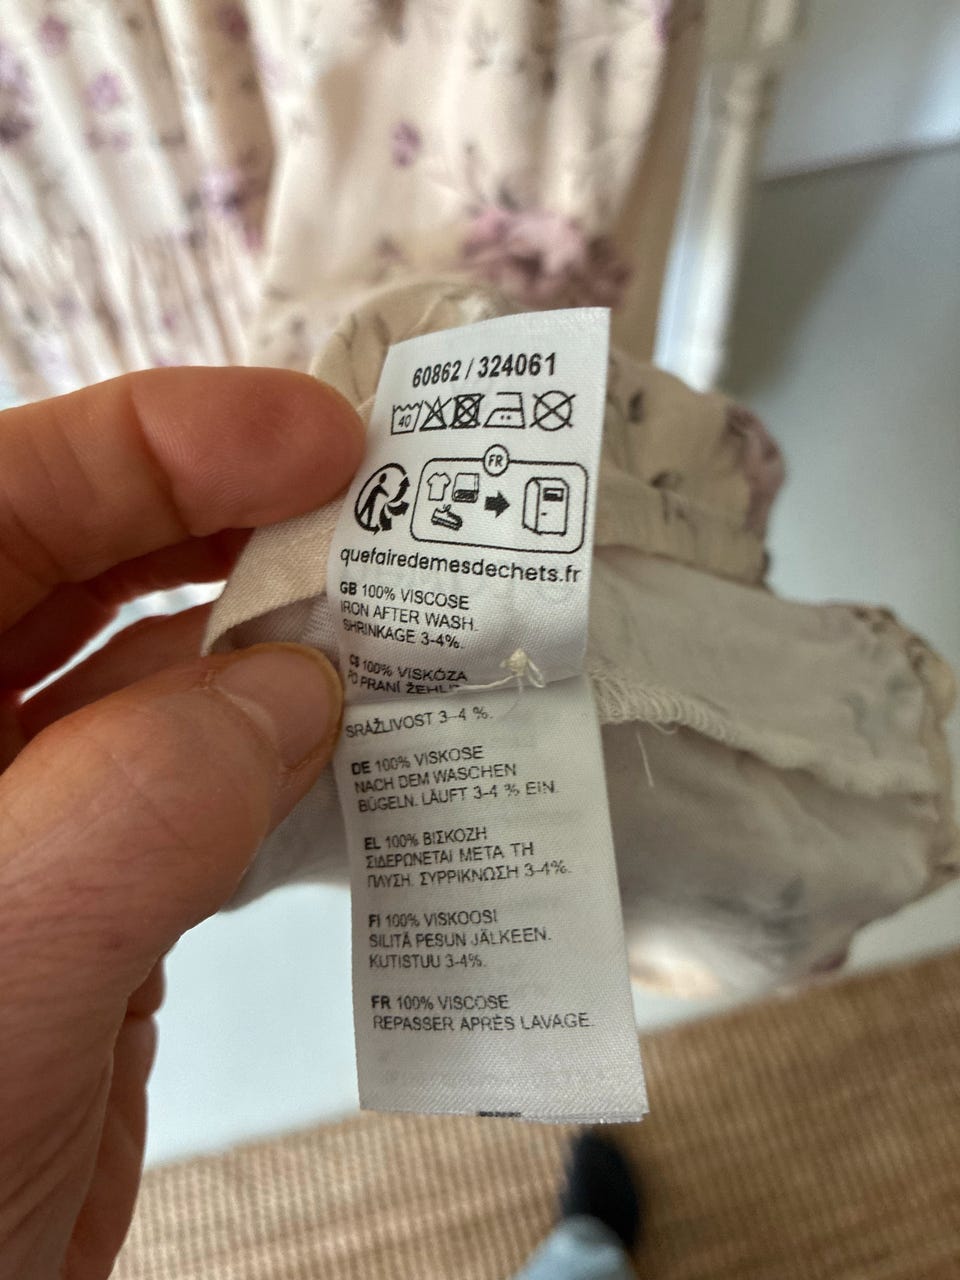 60862 / 324061
40
FR
quefairedemesdechets.fr
GB 100% VISCOSE
IRON AFTER WASH.
SHRINKAGE 3-4%.
CS 100% VISKÓZA
PO PRANÍ ŽEHLIT
SRÁŽLIVOST 3-4 %.
DE 100% VISKOSE
NACH DEM WASCHEN
BÜGELN. LÄUFT 3-4 % EIN.
EL 100% ΒΙΣΚΟΖΗ
ΣΙΔΕΡΩΝΕΤΑΙ ΜΕΤΑ ΤΗ
ΠΛΥΣΗ. ΣΥΡΡΙΚΝΩΣΗ 3-4%.
FI 100% VISKOOSI
SILITÄ PESUN JÄLKEEN.
KUTISTUU 3-4%.
FR 100% VISCOSE
REPASSER APRÈS LAVAGE.